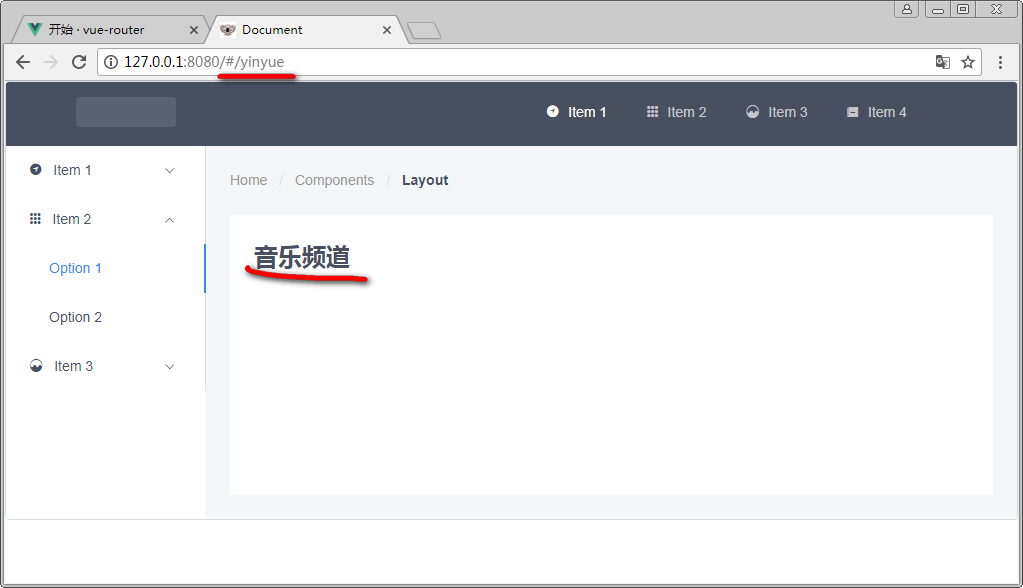 开始 · vue-router
Document
127.0.0.1:8080/#/yinyue
Item 1
Item 2
Item 3
Item 4
Item 1
Item 2
Option 1
Option 2
Item 3
Home / Components / Layout
音乐频道